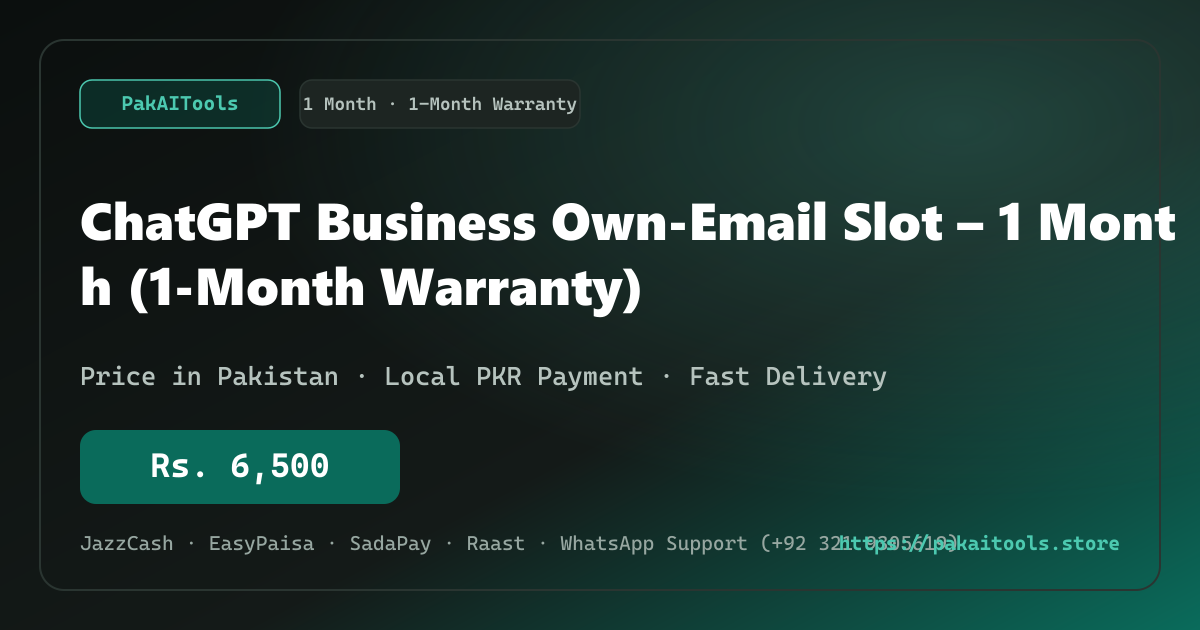 PakAITools
1 Month · 1-Month Warranty
ChatGPT Business Own-Email Slot – 1 Mont
h (1-Month Warranty)
Price in Pakistan · Local PKR Payment · Fast Delivery
Rs. 6,500
JazzCash · EasyPaisa · SadaPay · Raast · WhatsApp Support (+92 321
https://pakaitools.store